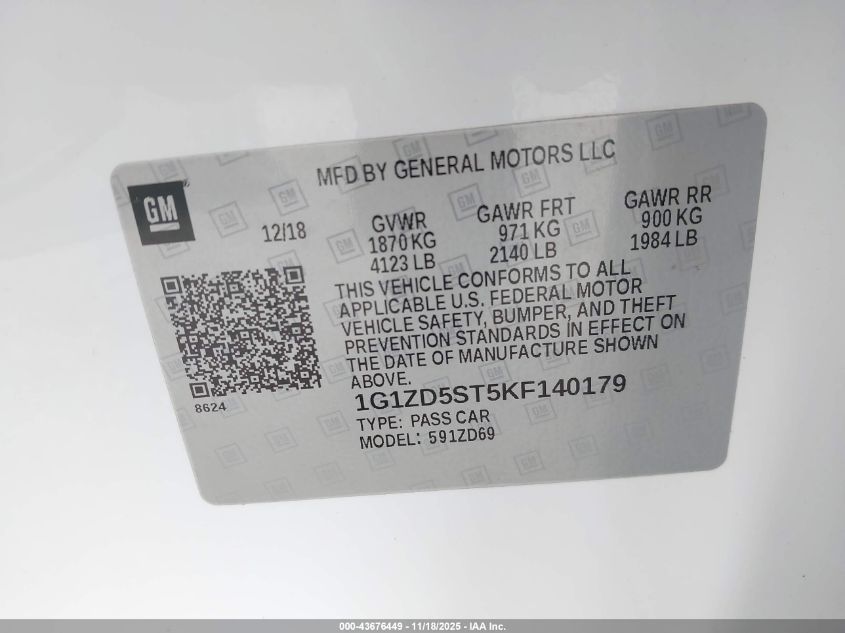 MFD BY GENERAL MOTORS LLC
GM
12/18
GVWR
1870 KG
4123 LB
GAWR FRT
971 KG
2140 LB
GAWR RR
900 KG
1984 LB
THIS VEHICLE CONFORMS TO ALL
APPLICABLE U.S. FEDERAL MOTOR
VEHICLE SAFETY, BUMPER, AND THEFT
PREVENTION STANDARDS IN EFFECT ON
THE DATE OF MANUFACTURE SHOWN
ABOVE.
8624
1G1ZD5ST5KF140179
TYPE: PASS CAR
MODEL: 591ZD69
000-43676449 - 11/18/2025 - IAA Inc.